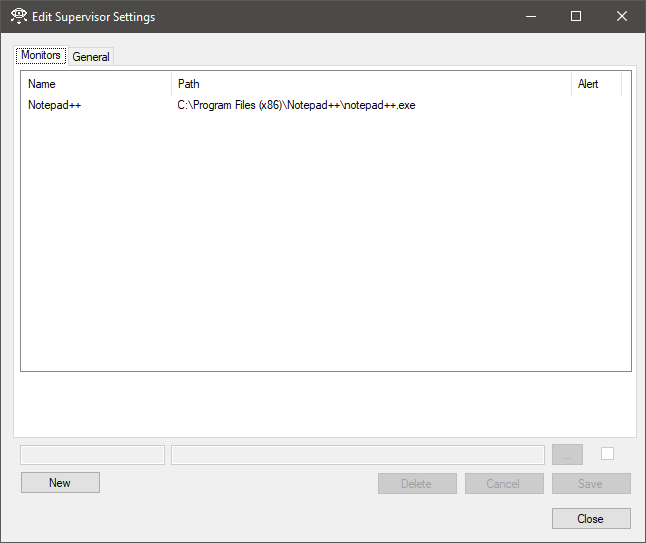 Edit Supervisor Settings
Monitors General
Name Path Alert
Notepad++ C:\Program Files (x86)\Notepad++\notepad++.exe
...
New Delete Cancel Save
Close